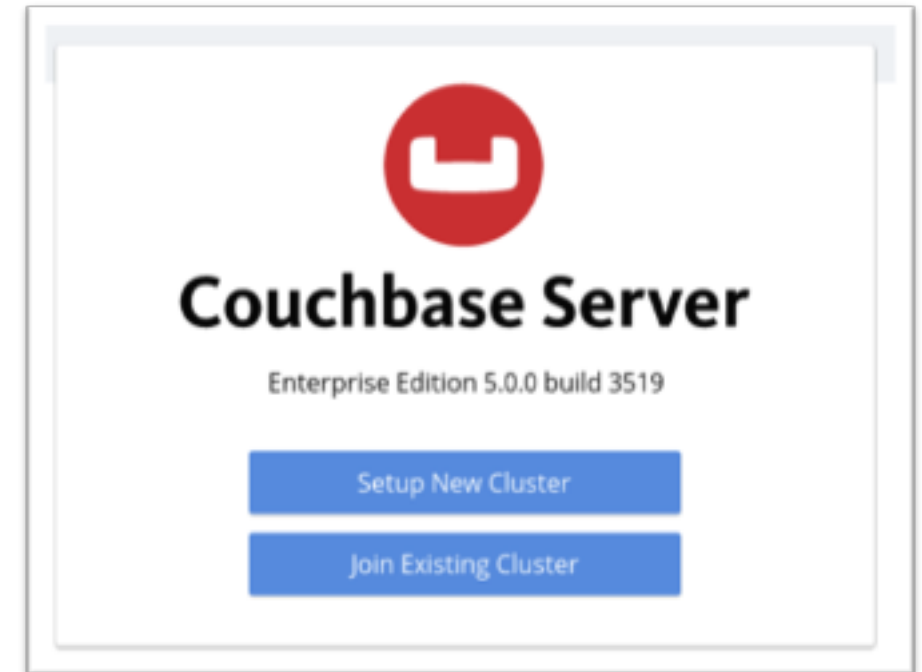 Couchbase Server
Enterprise Edition 5.0.0 build 3519
Setup New Cluster
Join Existing Cluster